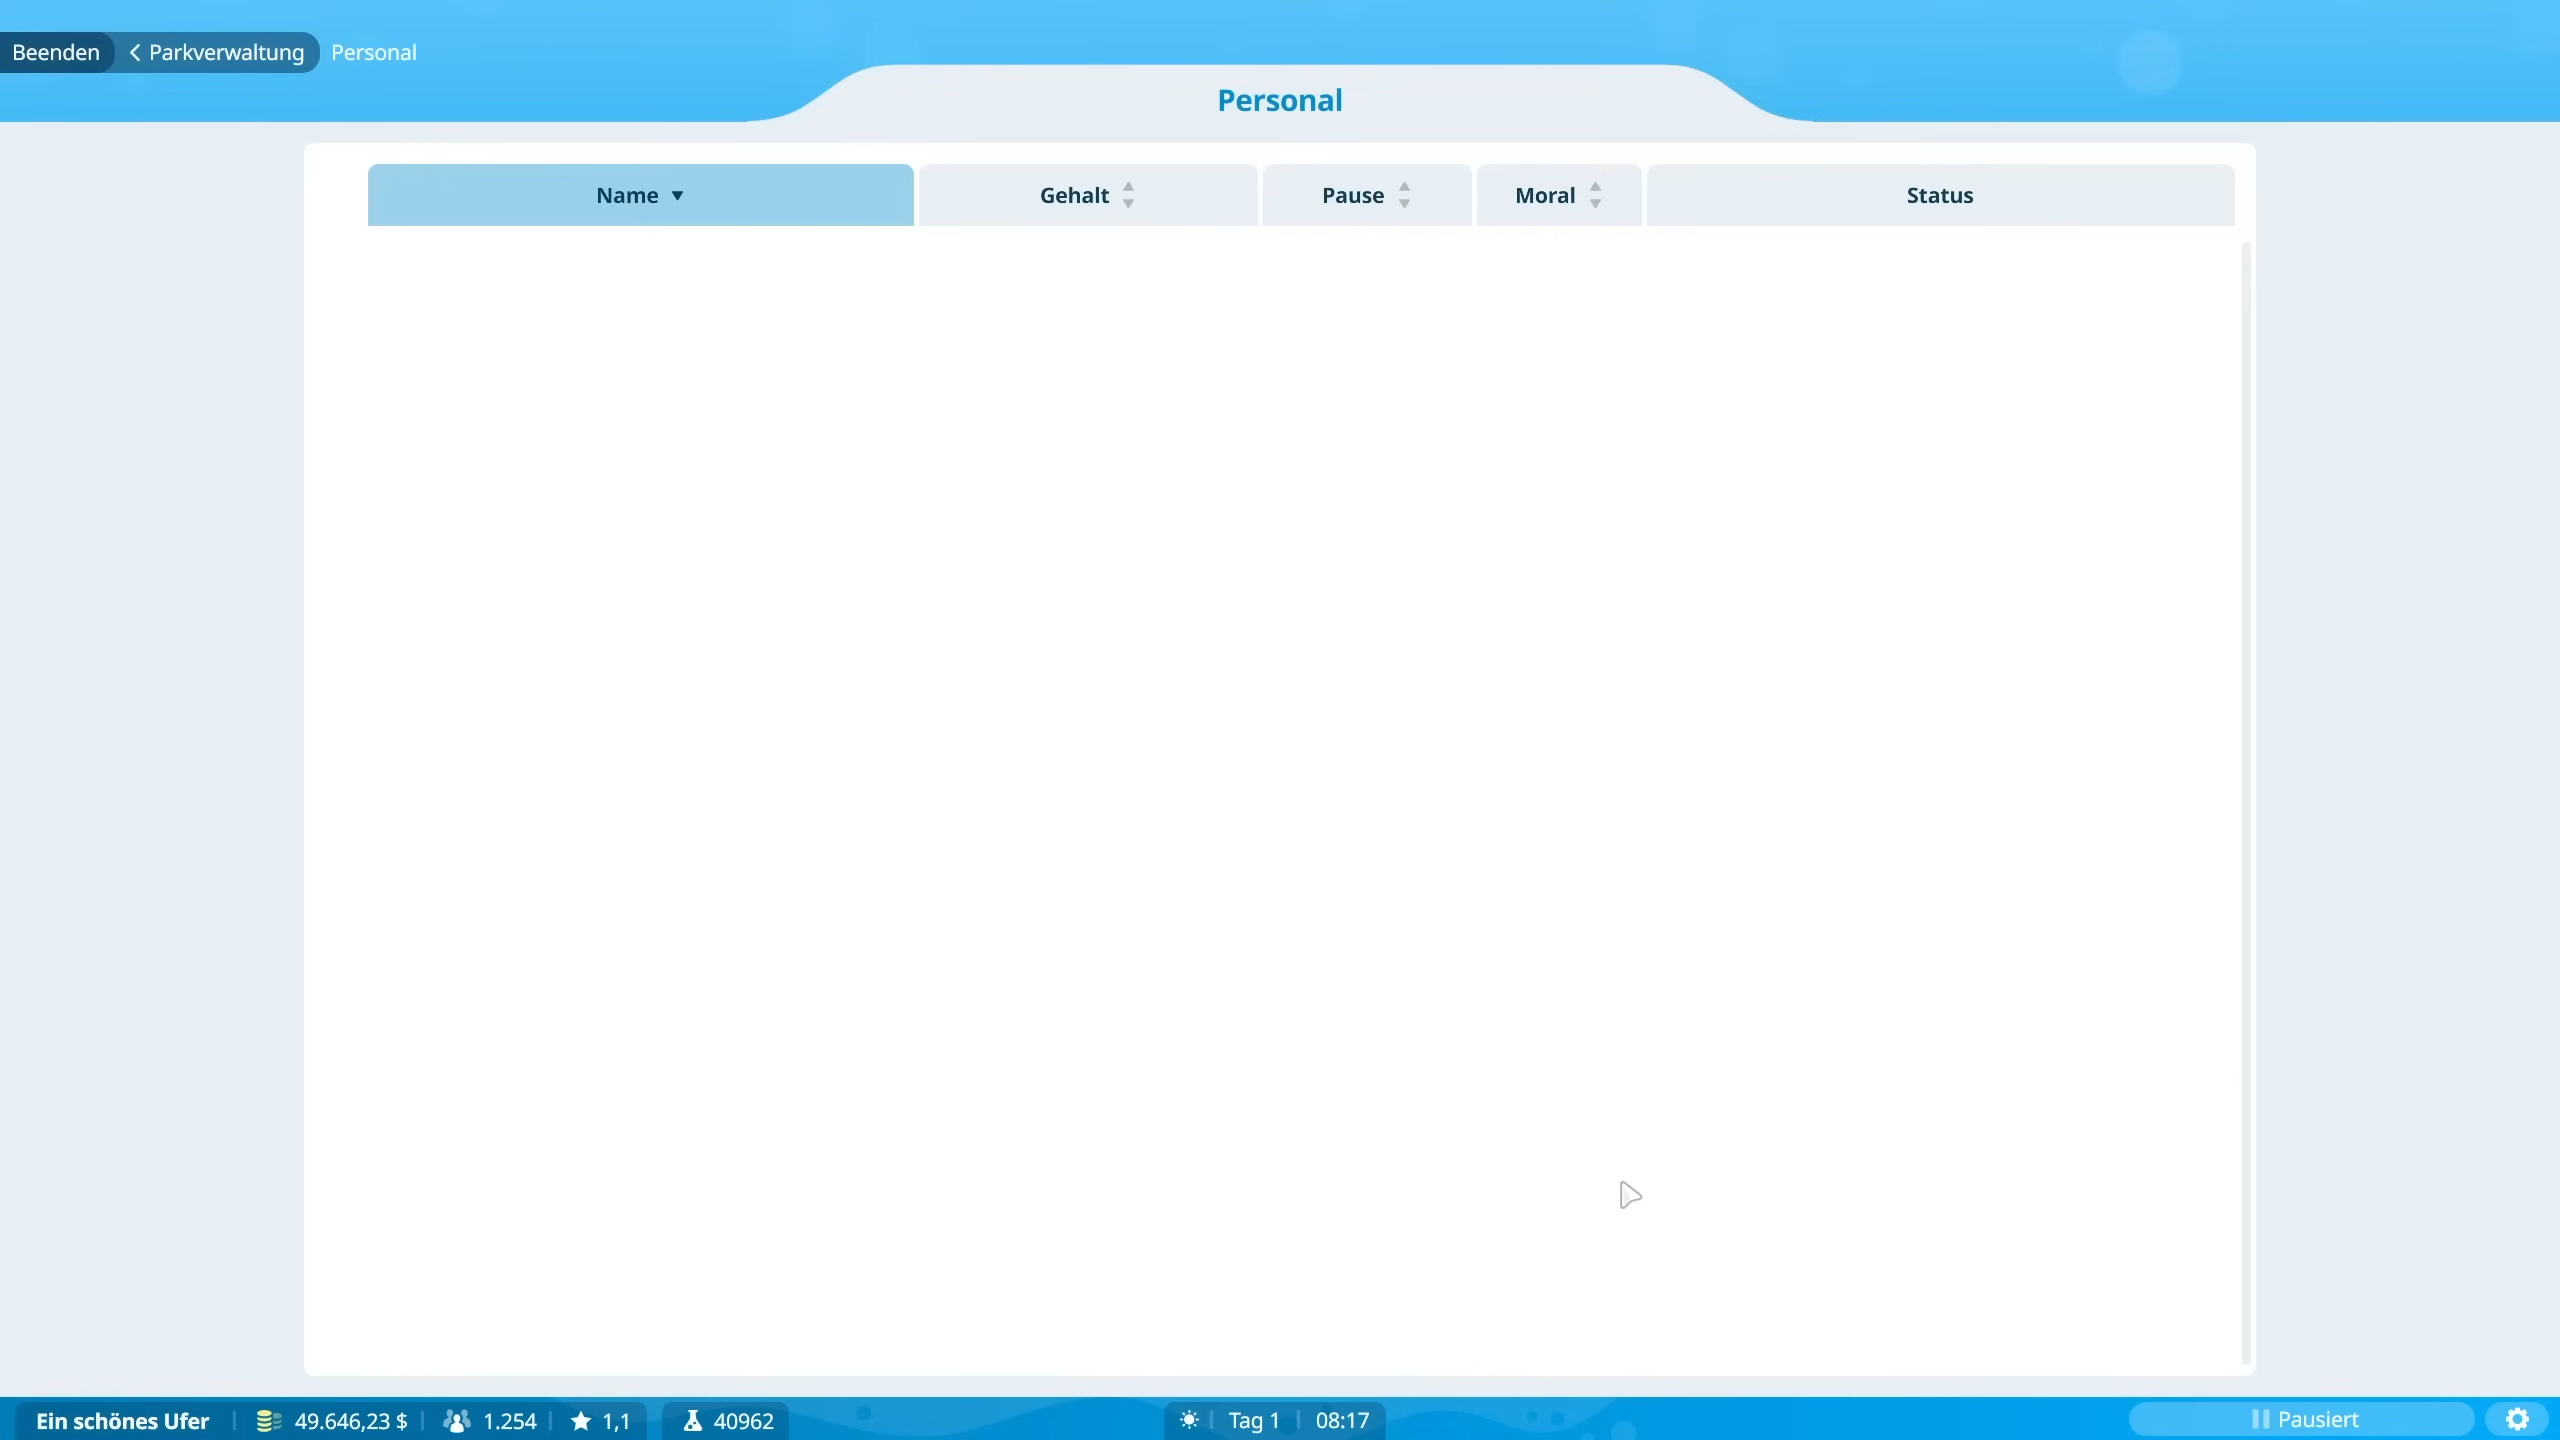 Beenden Parkverwaltung Personal
Personal
Name Gehalt Pause Moral Status
Ein schönes Ufer 49.646,23 $ 1.254 1,1 40962 Tag 1 08:17 Pausiert